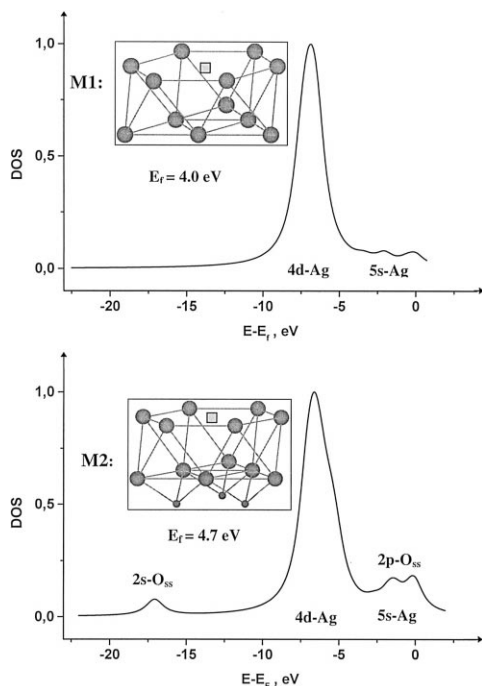 1,0
M1:
E_f = 4.0 eV
DOS
0,5
0,0
4d-Ag 5s-Ag
-20 -15 -10 -5 0
E-E_f , eV
1,0
M2:
E_f = 4.7 eV
DOS
0,5
2s-O_ss
2p-O_ss
0,0
4d-Ag 5s-Ag
-20 -15 -10 -5 0
E-E_f , eV